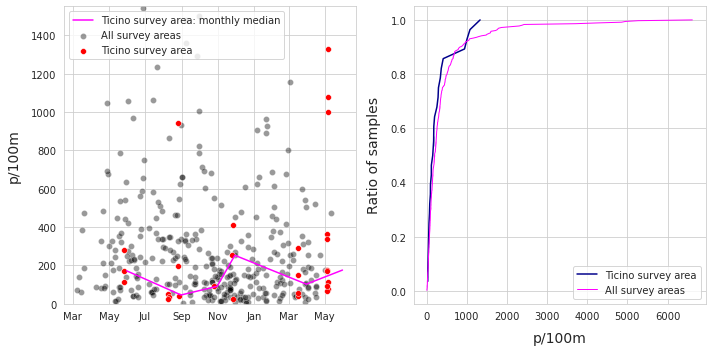 Ticino survey area: monthly median
All survey areas
Ticino survey area
p/100m
1400
1200
1000
800
600
400
200
0
Mar May Jul Sep Nov Jan Mar May
Ratio of samples
1.0
0.8
0.6
0.4
0.2
0.0
Ticino survey area
All survey areas
0 1000 2000 3000 4000 5000 6000
p/100m